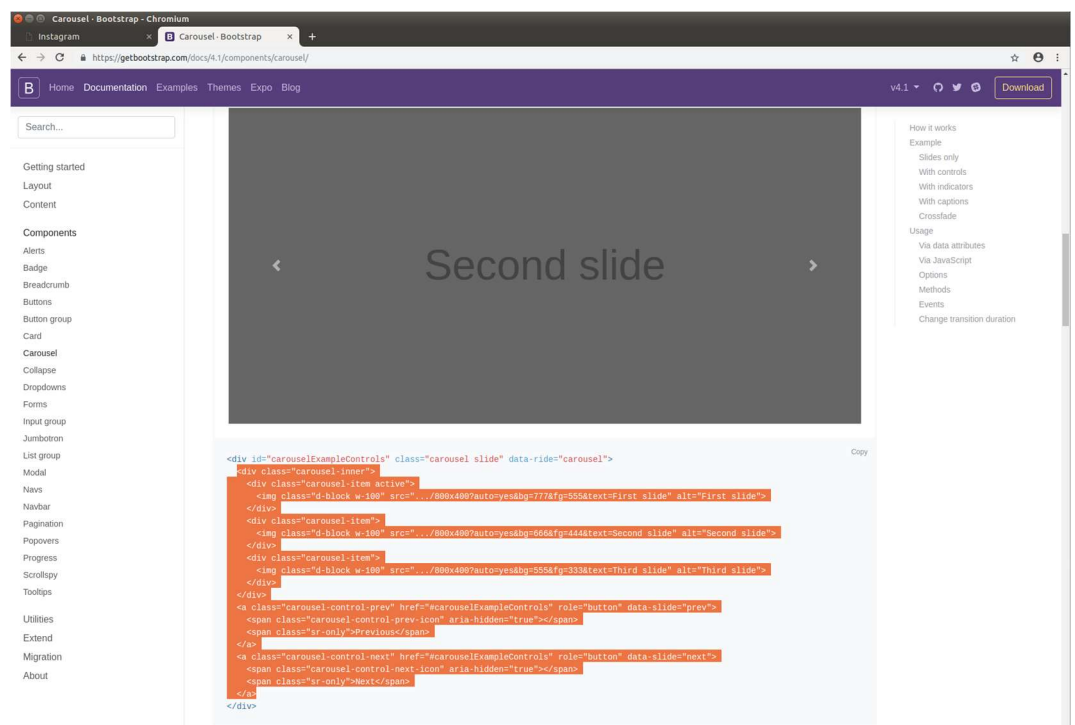 Carousel · Bootstrap - Chromium
Instagram × B Carousel · Bootstrap × +
https://getbootstrap.com/docs/4.1/components/carousel/
B Home Documentation Examples Themes Expo Blog v4.1 Download
Search...
Getting started
Layout
Content
Components
Alerts
Badge
Breadcrumb
Buttons
Button group
Card
Carousel
Collapse
Dropdowns
Forms
Input group
Jumbotron
List group
Modal
Navs
Navbar
Pagination
Popovers
Progress
Scrollspy
Tooltips
Utilities
Extend
Migration
About
Second slide
Copy
<div id="carouselExampleControls" class="carousel slide" data-ride="carousel">
<div class="carousel-inner">
<div class="carousel-item active">
<img class="d-block w-100" src=".../800x400?auto=yes&bg=777&fg=555&text=First slide" alt="First slide">
</div>
<div class="carousel-item">
<img class="d-block w-100" src=".../800x400?auto=yes&bg=666&fg=444&text=Second slide" alt="Second slide">
</div>
<div class="carousel-item">
<img class="d-block w-100" src=".../800x400?auto=yes&bg=555&fg=333&text=Third slide" alt="Third slide">
</div>
</div>
<a class="carousel-control-prev" href="#carouselExampleControls" role="button" data-slide="prev">
<span class="carousel-control-prev-icon" aria-hidden="true"></span>
<span class="sr-only">Previous</span>
</a>
<a class="carousel-control-next" href="#carouselExampleControls" role="button" data-slide="next">
<span class="carousel-control-next-icon" aria-hidden="true"></span>
<span class="sr-only">Next</span>
</a>
</div>
How it works
Example
Slides only
With controls
With indicators
With captions
Crossfade
Usage
Via data attributes
Via JavaScript
Options
Methods
Events
Change transition duration